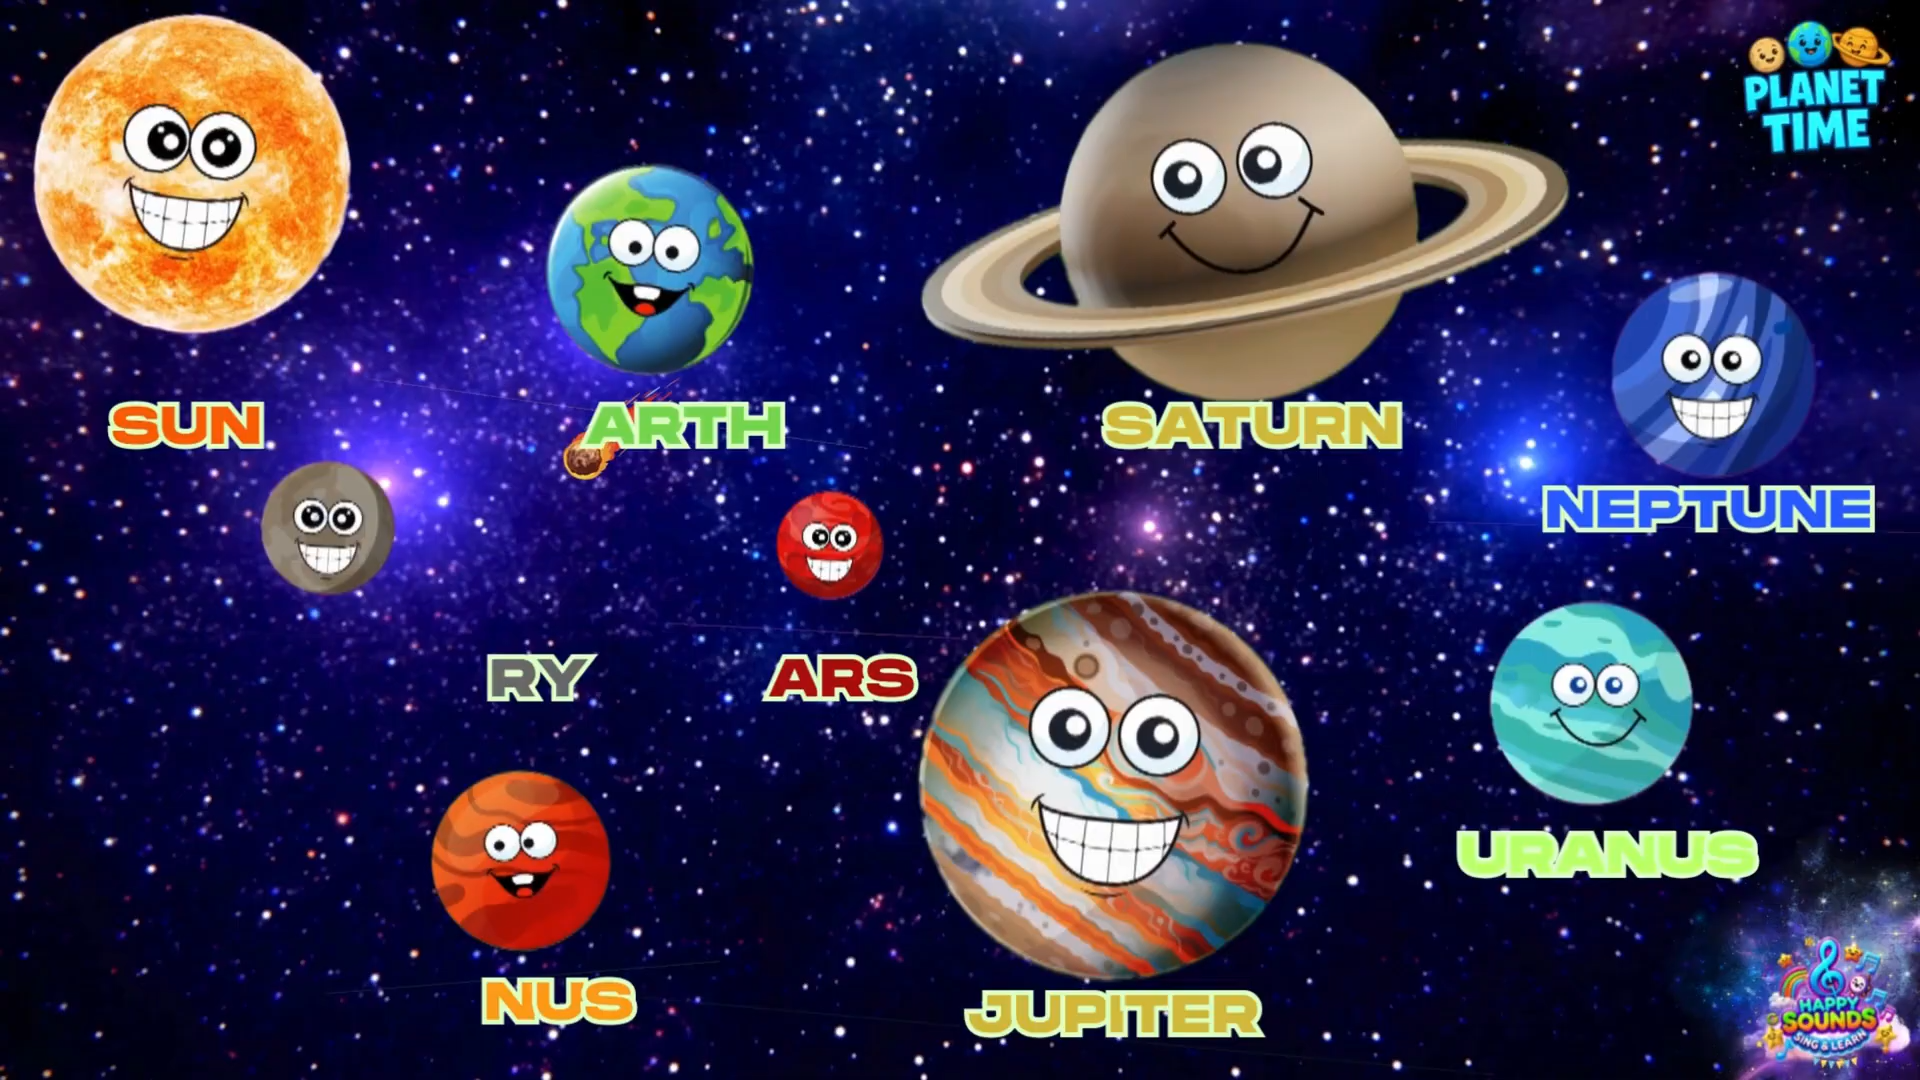 PLANET
TIME
SUN
ARTH
SATURN
NEPTUNE
RY
ARS
URANUS
NUS
JUPITER
HAPPY
SOUNDS
SING & LEARN